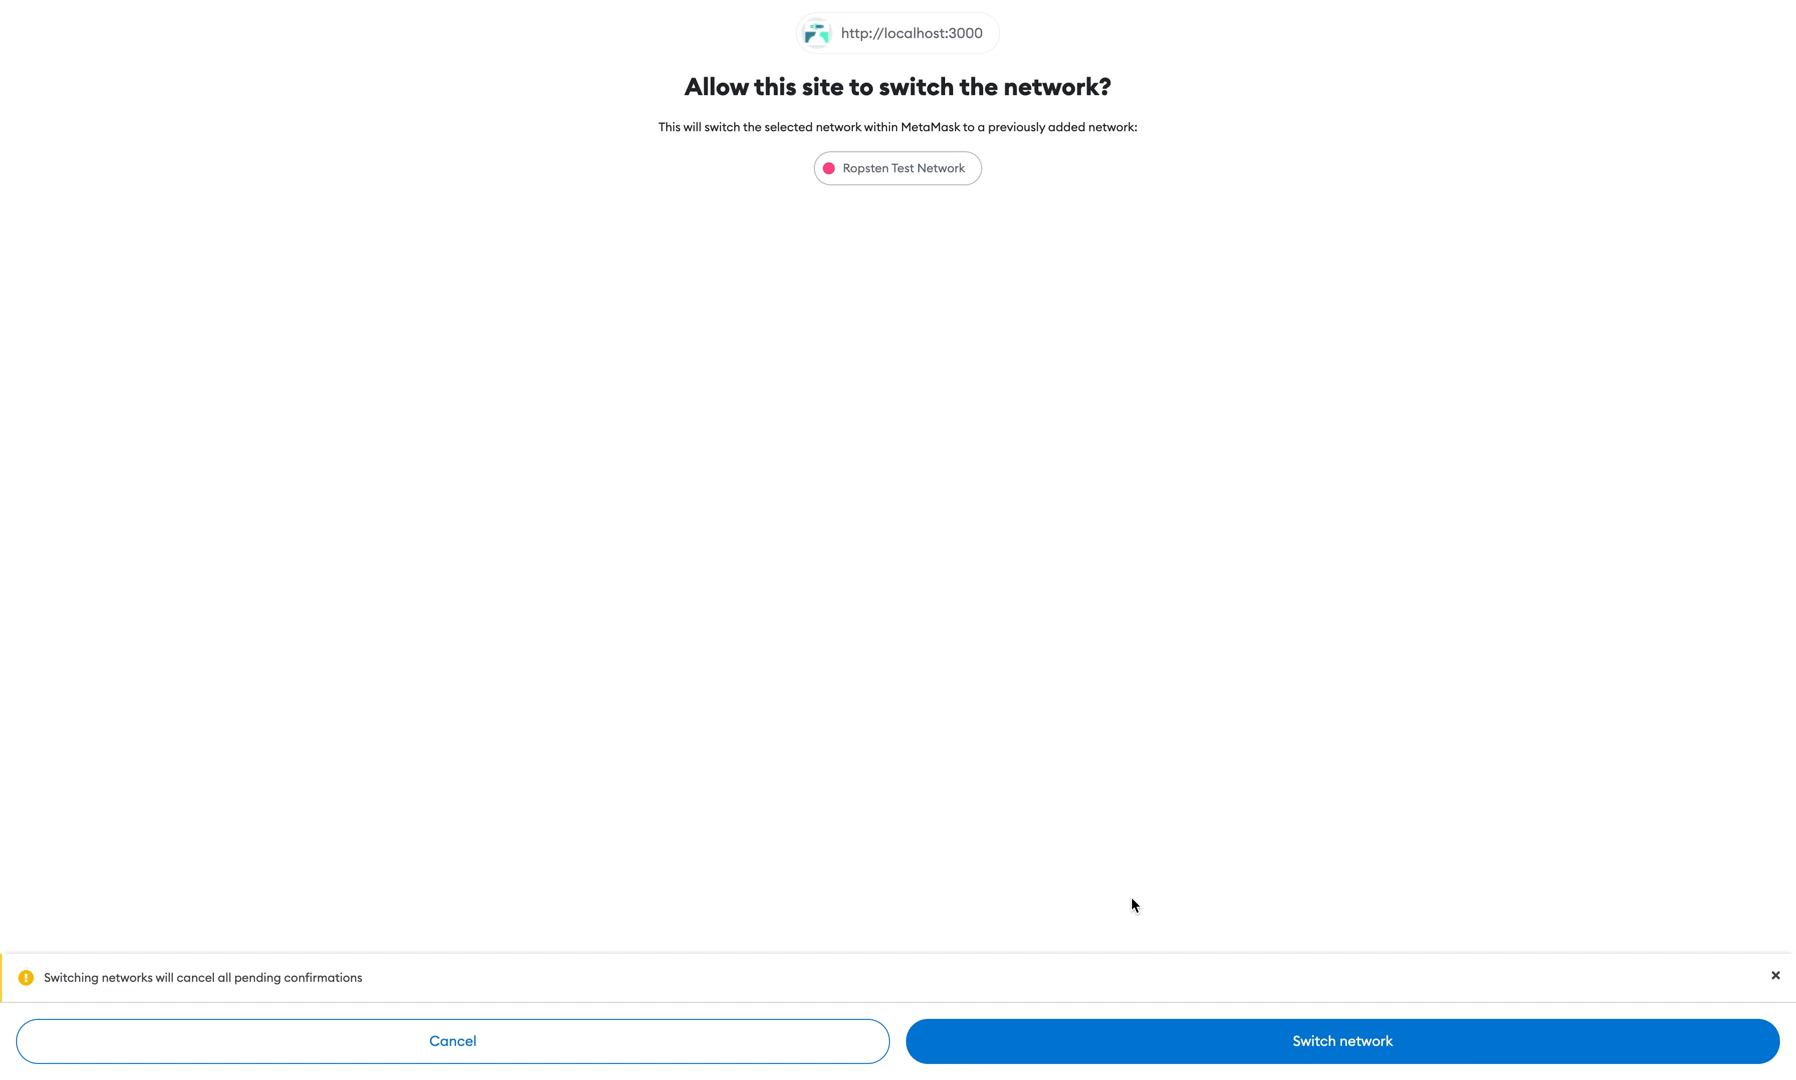 http://localhost:3000
Allow this site to switch the network?
This will switch the selected network within MetaMask to a previously added network:
Ropsten Test Network
Switching networks will cancel all pending confirmations
Cancel
Switch network